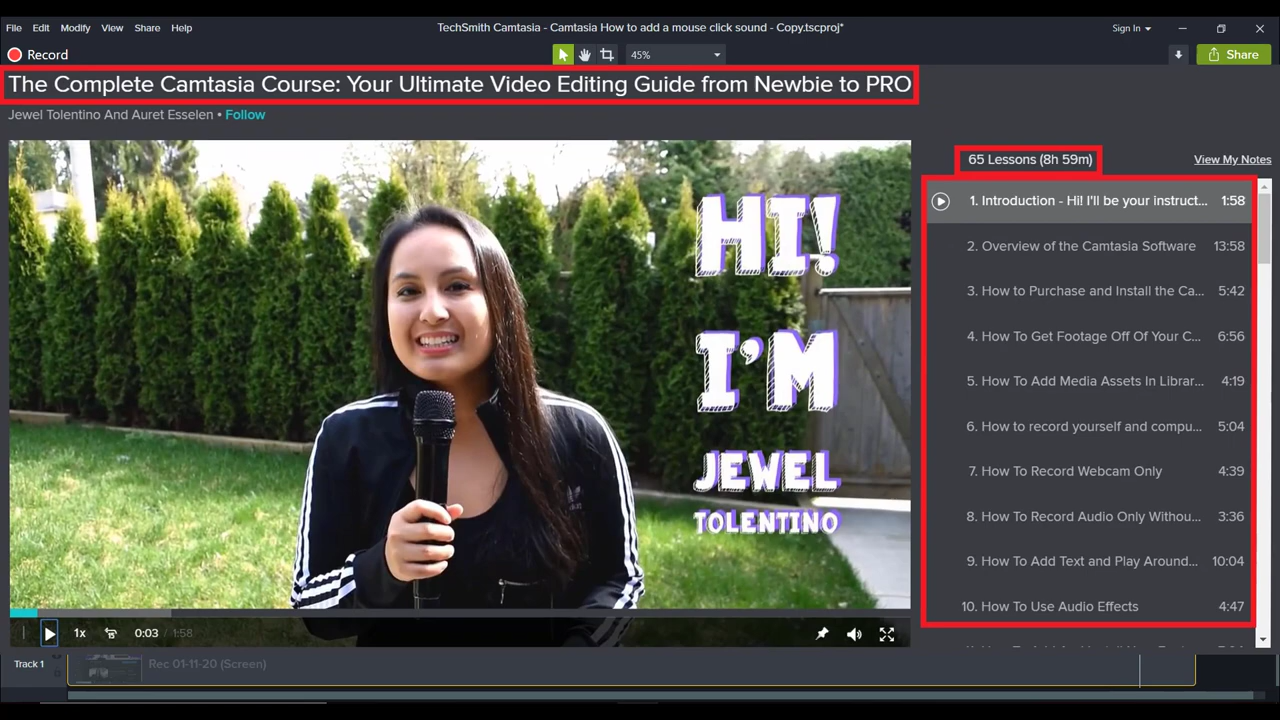 TechSmith Camtasia - Camtasia How to add a mouse click sound - Copy.tscproj*
File Edit Modify View Share Help
Sign In
Record
45%
Share
The Complete Camtasia Course: Your Ultimate Video Editing Guide from Newbie to PRO
Jewel Tolentino And Auret Esselen • Follow
HI!
I'M
JEWEL
TOLENTINO
1x
0:03 / 1:58
65 Lessons (8h 59m)
View My Notes
1. Introduction - Hi! I'll be your instruct... 1:58
2. Overview of the Camtasia Software 13:58
3. How to Purchase and Install the Ca... 5:42
4. How To Get Footage Off Of Your C... 6:56
5. How To Add Media Assets In Librar... 4:19
6. How to record yourself and compu... 5:04
7. How To Record Webcam Only 4:39
8. How To Record Audio Only Withou... 3:36
9. How To Add Text and Play Around... 10:04
10. How To Use Audio Effects 4:47
Track 1
Rec 01-11-20 (Screen)